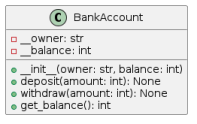 C BankAccount
__owner: str
__balance: int
__init__(owner: str, balance: int)
deposit(amount: int): None
withdraw(amount: int): None
get_balance(): int